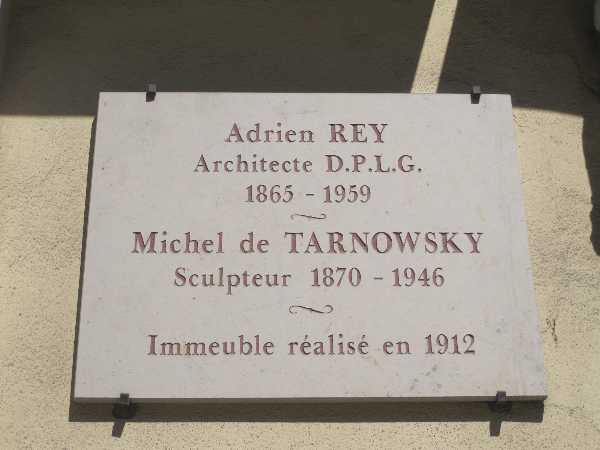 Adrien REY
Architecte D.P.L.G.
1865 - 1959
Michel de TARNOWSKY
Sculpteur 1870 - 1946
Immeuble réalisé en 1912